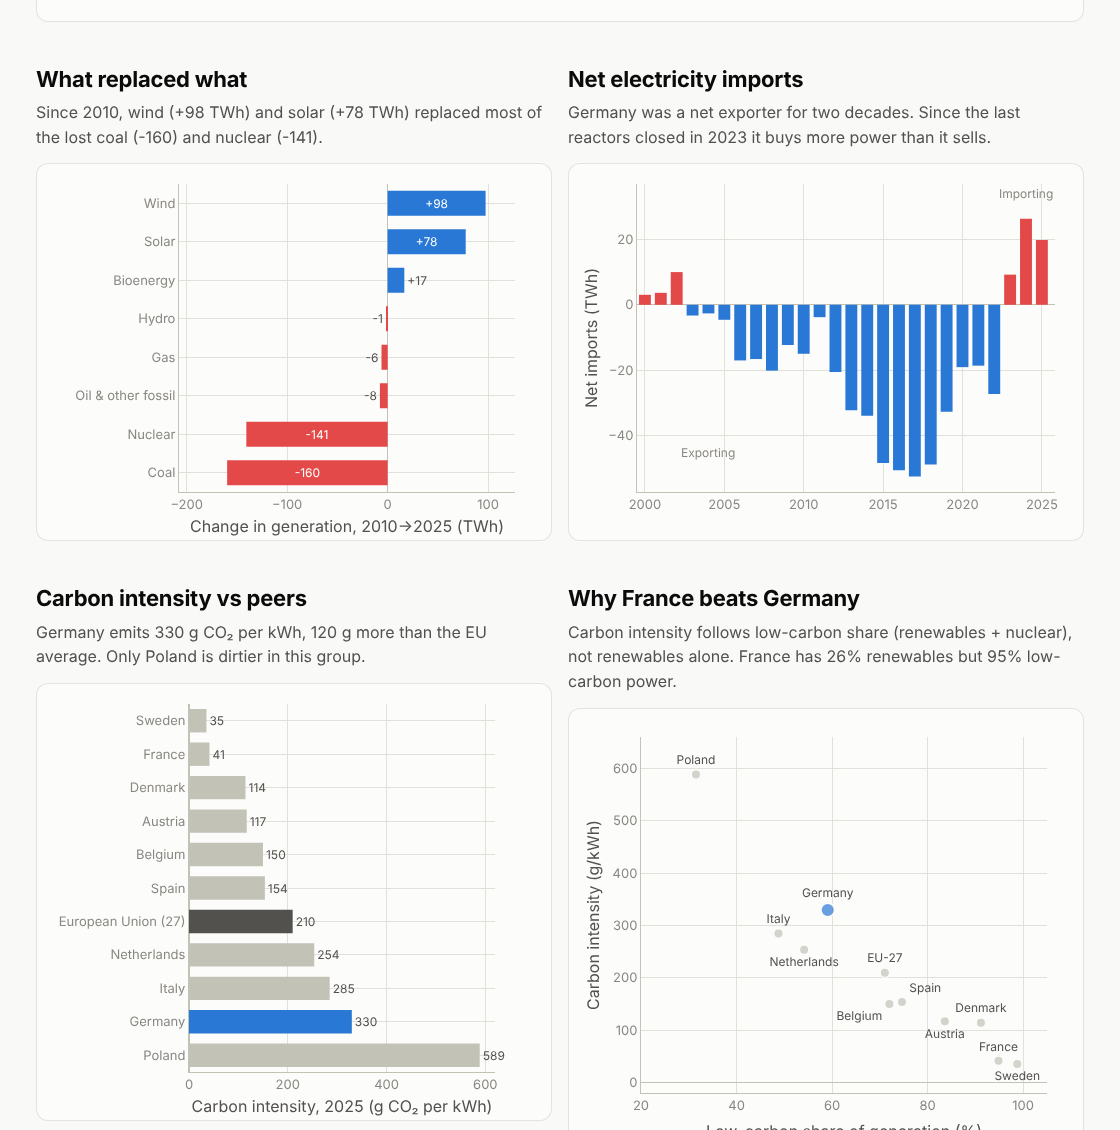 What replaced what
Since 2010, wind (+98 TWh) and solar (+78 TWh) replaced most of
the lost coal (-160) and nuclear (-141).
Wind
+98
Solar
+78
Bioenergy
+17
Hydro
-1
Gas
-6
Oil & other fossil
-8
Nuclear
-141
Coal
-160
−200
−100
0
100
Change in generation, 2010→2025 (TWh)
Net electricity imports
Germany was a net exporter for two decades. Since the last
reactors closed in 2023 it buys more power than it sells.
Importing
Net imports (TWh)
20
0
−20
−40
Exporting
2000
2005
2010
2015
2020
2025
Carbon intensity vs peers
Germany emits 330 g CO₂ per kWh, 120 g more than the EU
average. Only Poland is dirtier in this group.
Sweden
35
France
41
Denmark
114
Austria
117
Belgium
150
Spain
154
European Union (27)
210
Netherlands
254
Italy
285
Germany
330
Poland
589
0
200
400
600
Carbon intensity, 2025 (g CO₂ per kWh)
Why France beats Germany
Carbon intensity follows low-carbon share (renewables + nuclear),
not renewables alone. France has 26% renewables but 95% low-
carbon power.
Carbon intensity (g/kWh)
600
500
400
300
200
100
0
Poland
Germany
Italy
Netherlands
EU-27
Spain
Belgium
Denmark
Austria
France
Sweden
20
40
60
80
100
Low-carbon share of generation (%)